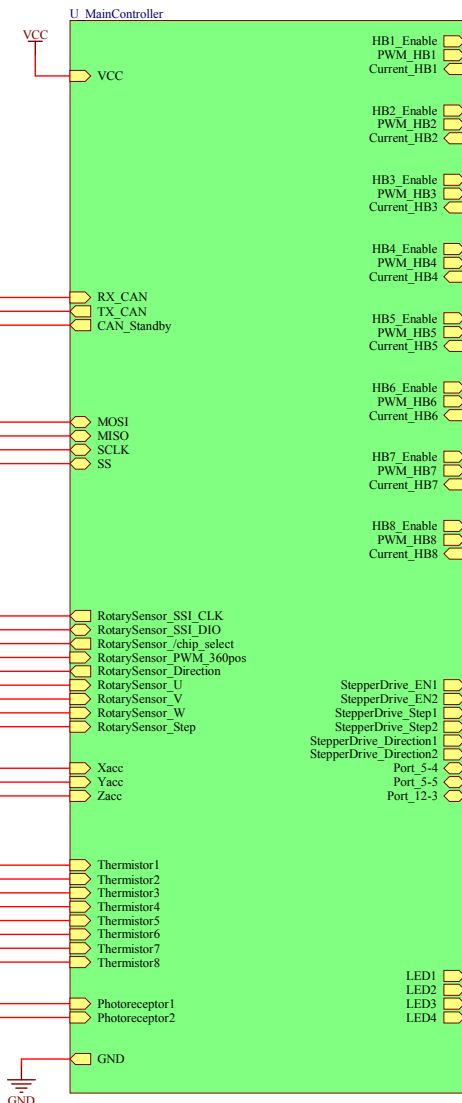 U_MainController
VCC
VCC
RX_CAN
TX_CAN
CAN_Standby
MOSI
MISO
SCLK
SS
RotarySensor_SSI_CLK
RotarySensor_SSI_DIO
RotarySensor_/chip_select
RotarySensor_PWM_360pos
RotarySensor_Direction
RotarySensor_U
RotarySensor_V
RotarySensor_W
RotarySensor_Step
Xacc
Yacc
Zacc
Thermistor1
Thermistor2
Thermistor3
Thermistor4
Thermistor5
Thermistor6
Thermistor7
Thermistor8
Photoreceptor1
Photoreceptor2
GND
GND
HB1_Enable
PWM_HB1
Current_HB1
HB2_Enable
PWM_HB2
Current_HB2
HB3_Enable
PWM_HB3
Current_HB3
HB4_Enable
PWM_HB4
Current_HB4
HB5_Enable
PWM_HB5
Current_HB5
HB6_Enable
PWM_HB6
Current_HB6
HB7_Enable
PWM_HB7
Current_HB7
HB8_Enable
PWM_HB8
Current_HB8
StepperDrive_EN1
StepperDrive_EN2
StepperDrive_Step1
StepperDrive_Step2
StepperDrive_Direction1
StepperDrive_Direction2
Port_5-4
Port_5-5
Port_12-3
LED1
LED2
LED3
LED4